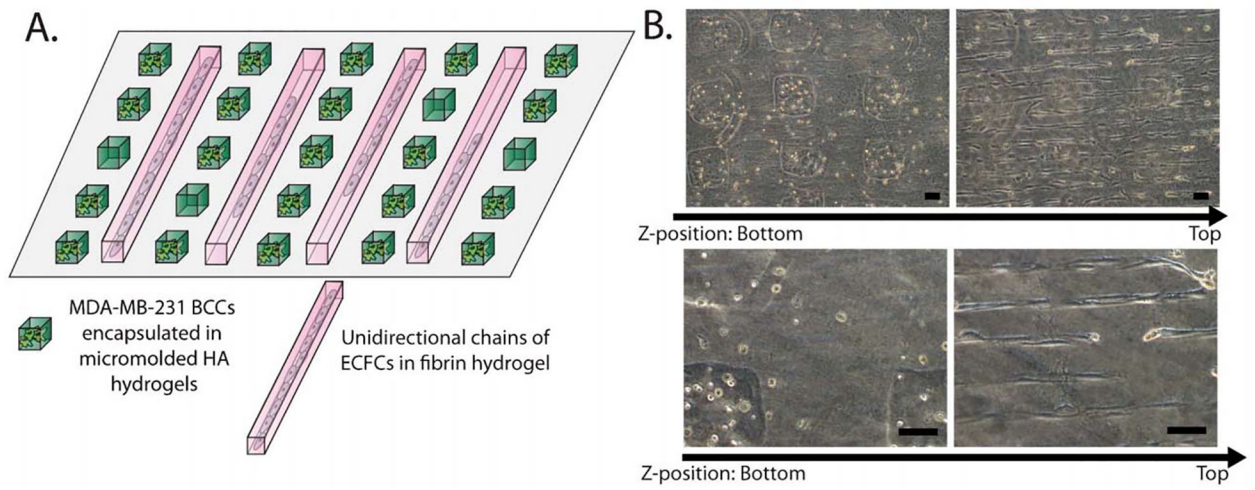 A.
MDA-MB-231 BCCs
encapsulated in
micromolded HA
hydrogels
Unidirectional chains of
ECFCs in fibrin hydrogel
B.
Z-position: Bottom
Top
Z-position: Bottom
Top